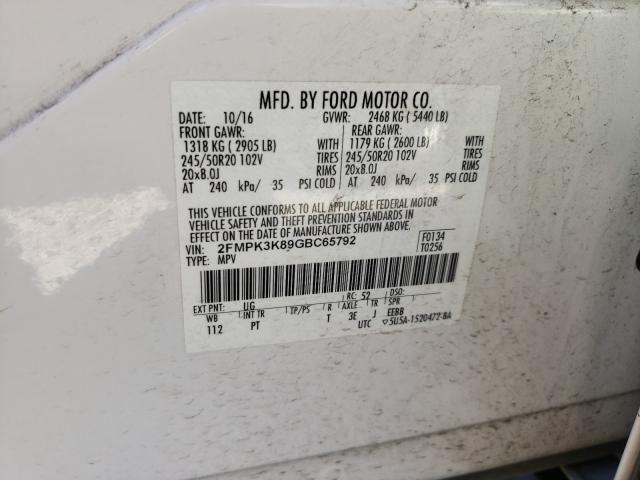 MFD. BY FORD MOTOR CO.
DATE: 10/16 GVWR: 2468 KG ( 5440 LB)
FRONT GAWR: REAR GAWR:
1318 KG ( 2905 LB) WITH 1179 KG ( 2600 LB) WITH
245/50R20 102V TIRES 245/50R20 102V TIRES
20x8.0J RIMS 20x8.0J RIMS
AT 240 kPa/ 35 PSI COLD AT 240 kPa/ 35 PSI COLD
THIS VEHICLE CONFORMS TO ALL APPLICABLE FEDERAL MOTOR
VEHICLE SAFETY AND THEFT PREVENTION STANDARDS IN
EFFECT ON THE DATE OF MANUFACTURE SHOWN ABOVE.
VIN: 2FMPK3K89GBC65792 F0134
TYPE: MPV T0256
EXT PNT: UG RC: 52 DSO:
WB INT TR TP/PS R AXLE TR SPR
112 PT T 3E J EEBB
UTC ▽5U5A-1520472-BA